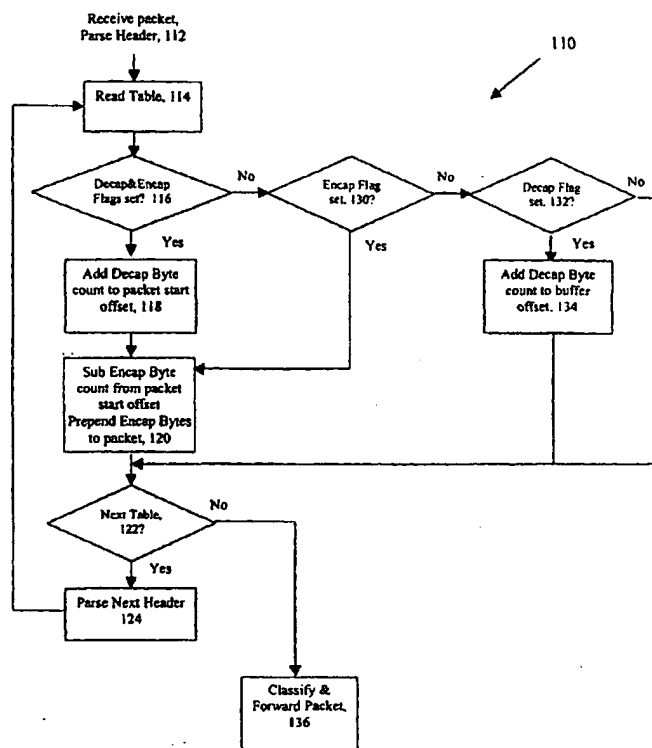 Receive packet,
Parse Header, 112
110
Read Table, 114
Decap&Encap
Flags set? 116
No
Encap Flag
set, 130?
No
Decap Flag
set, 132?
No
Yes
Yes
Yes
Add Decap Byte
count to packet start
offset, 118
Add Decap Byte
count to buffer
offset, 134
Sub Encap Byte
count from packet
start offset
Prepend Encap Bytes
to packet, 120
Next Table,
122?
No
Yes
Parse Next Header
124
Classify &
Forward Packet,
136